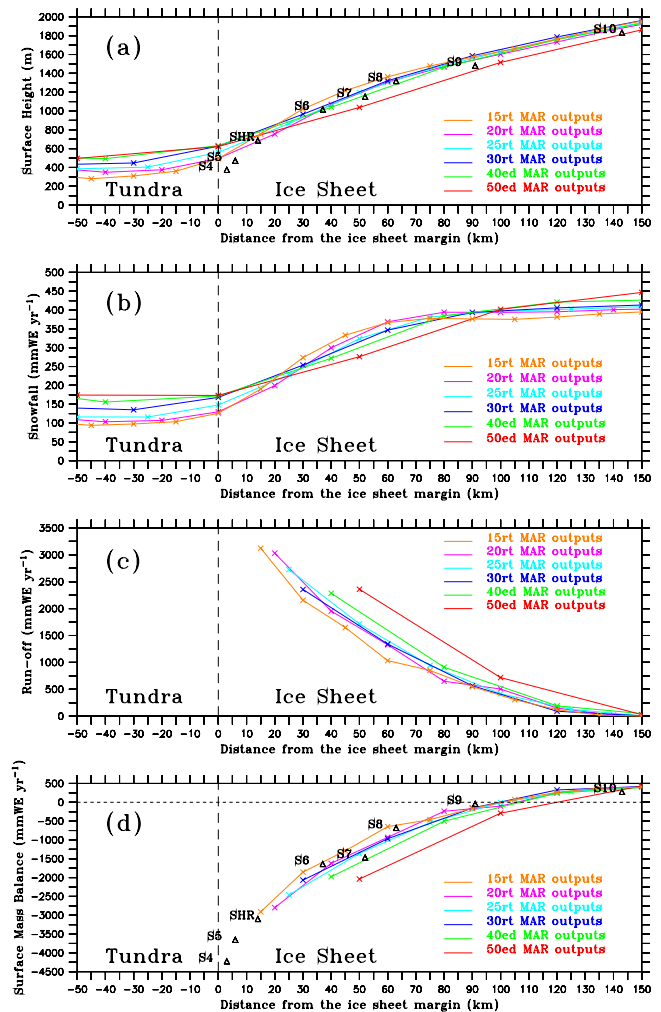 2000
1800
1600
1400
1200
1000
800
600
400
200
0
Surface Height (m)
(a)
S4
S5
SHR
S6
S7
S8
S9
S10
15rt MAR outputs
20rt MAR outputs
25rt MAR outputs
30rt MAR outputs
40ed MAR outputs
50ed MAR outputs
Tundra
Ice Sheet
-50 -40 -30 -20 -10 0 10 20 30 40 50 60 70 80 90 100 110 120 130 140 150
Distance from the ice sheet margin (km)
500
450
400
350
300
250
200
150
100
50
0
Snowfall (mmWE yr⁻¹)
(b)
15rt MAR outputs
20rt MAR outputs
25rt MAR outputs
30rt MAR outputs
40ed MAR outputs
50ed MAR outputs
Tundra
Ice Sheet
-50 -40 -30 -20 -10 0 10 20 30 40 50 60 70 80 90 100 110 120 130 140 150
Distance from the ice sheet margin (km)
3500
3000
2500
2000
1500
1000
500
0
Run-off (mmWE yr⁻¹)
(c)
15rt MAR outputs
20rt MAR outputs
25rt MAR outputs
30rt MAR outputs
40ed MAR outputs
50ed MAR outputs
Tundra
Ice Sheet
-50 -40 -30 -20 -10 0 10 20 30 40 50 60 70 80 90 100 110 120 130 140 150
Distance from the ice sheet margin (km)
500
0
-500
-1000
-1500
-2000
-2500
-3000
-3500
-4000
-4500
Surface Mass Balance (mmWE yr⁻¹)
(d)
S4
S5
SHR
S6
S7
S8
S9
S10
15rt MAR outputs
20rt MAR outputs
25rt MAR outputs
30rt MAR outputs
40ed MAR outputs
50ed MAR outputs
Tundra
Ice Sheet
-50 -40 -30 -20 -10 0 10 20 30 40 50 60 70 80 90 100 110 120 130 140 150
Distance from the ice sheet margin (km)